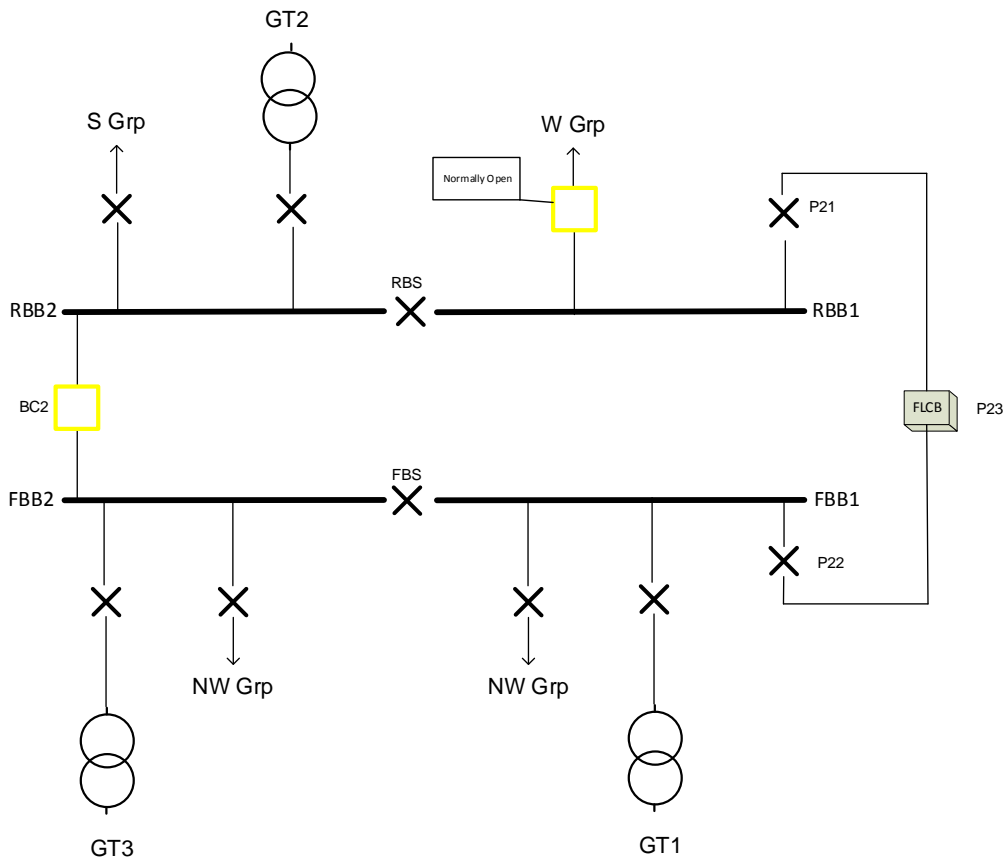 GT2
S Grp
W Grp
Normally Open
P21
RBS
RBB2
RBB1
BC2
FLCB
P23
FBS
FBB2
FBB1
P22
NW Grp
NW Grp
GT3
GT1